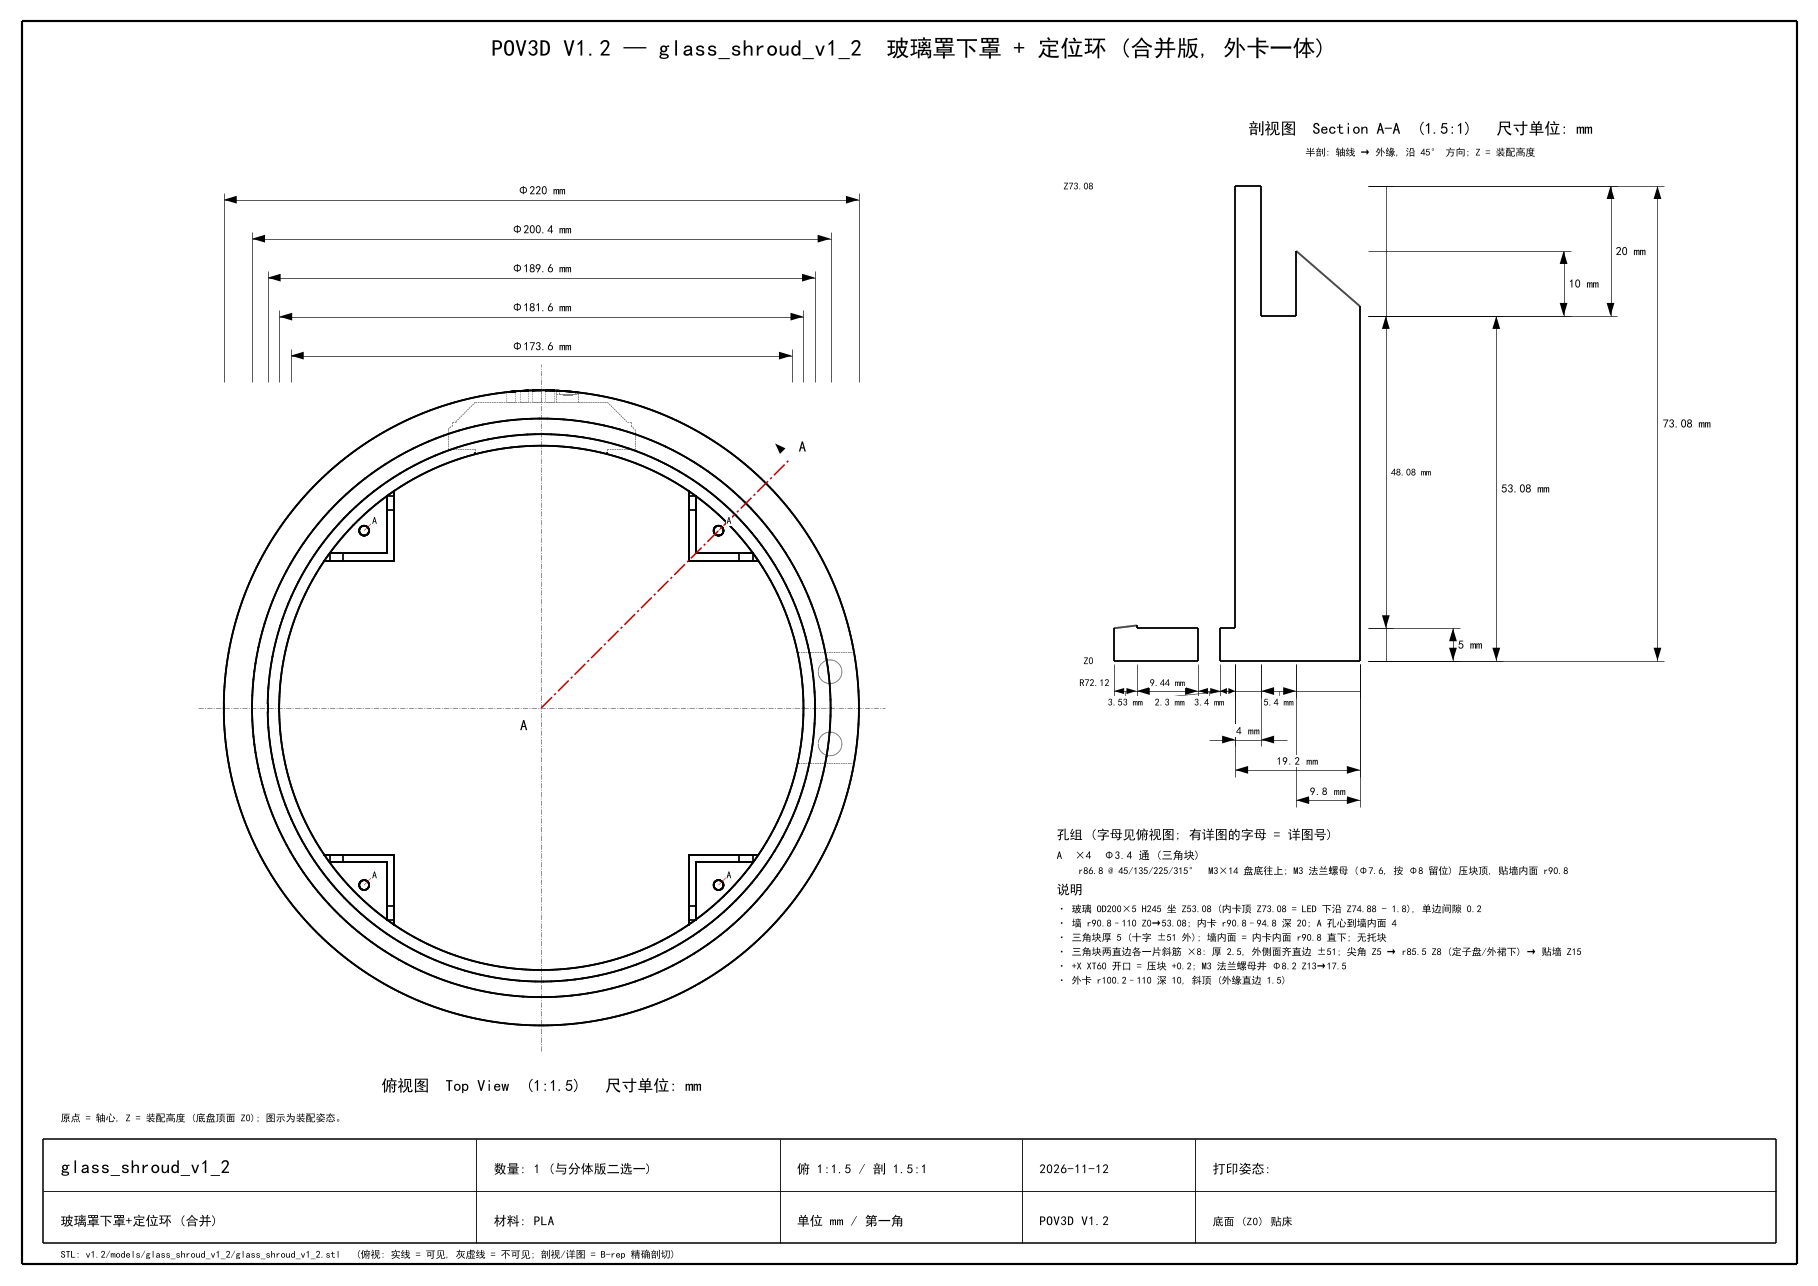 POV3D V1.2 — glass_shroud_v1_2 玻璃罩下罩 + 定位环 (合并版, 外卡一体)
剖视图 Section A-A (1.5:1) 尺寸单位: mm
半剖: 轴线 → 外缘, 沿 45° 方向; Z = 装配高度
Φ220 mm
Φ200.4 mm
Φ189.6 mm
Φ181.6 mm
Φ173.6 mm
A
A
A
A
A
A
Z73.08
20 mm
10 mm
73.08 mm
48.08 mm
53.08 mm
5 mm
Z0
R72.12
9.44 mm
3.53 mm
2.3 mm
3.4 mm
5.4 mm
4 mm
19.2 mm
9.8 mm
孔组 (字母见俯视图; 有详图的字母 = 详图号)
A ×4 Φ3.4 通 (三角块)
r86.8 @ 45/135/225/315° M3×14 盘底往上; M3 法兰螺母 (Φ7.6, 按 Φ8 留位) 压块顶, 贴墙内面 r90.8
说明
· 玻璃 OD200×5 H245 坐 Z53.08 (内卡顶 Z73.08 = LED 下沿 Z74.88 - 1.8), 单边间隙 0.2
· 墙 r90.8–110 Z0→53.08; 内卡 r90.8–94.8 深 20; A 孔心到墙内面 4
· 三角块厚 5 (十字 ±51 外); 墙内面 = 内卡内面 r90.8 直下; 无托块
· 三角块两直边各一片斜筋 ×8: 厚 2.5, 外侧面齐直边 ±51; 尖角 Z5 → r85.5 Z8 (定子盘/外裙下) → 贴墙 Z15
· +X XT60 开口 = 压块 +0.2; M3 法兰螺母井 Φ8.2 Z13→17.5
· 外卡 r100.2–110 深 10, 斜顶 (外缘直边 1.5)
俯视图 Top View (1:1.5) 尺寸单位: mm
原点 = 轴心, Z = 装配高度 (底盘顶面 Z0); 图示为装配姿态。
glass_shroud_v1_2
数量: 1 (与分体版二选一)
俯 1:1.5 / 剖 1.5:1
2026-11-12
打印姿态:
玻璃罩下罩+定位环 (合并)
材料: PLA
单位 mm / 第一角
POV3D V1.2
底面 (Z0) 贴床
STL: v1.2/models/glass_shroud_v1_2/glass_shroud_v1_2.stl (俯视: 实线 = 可见, 灰虚线 = 不可见; 剖视/详图 = B-rep 精确剖切)